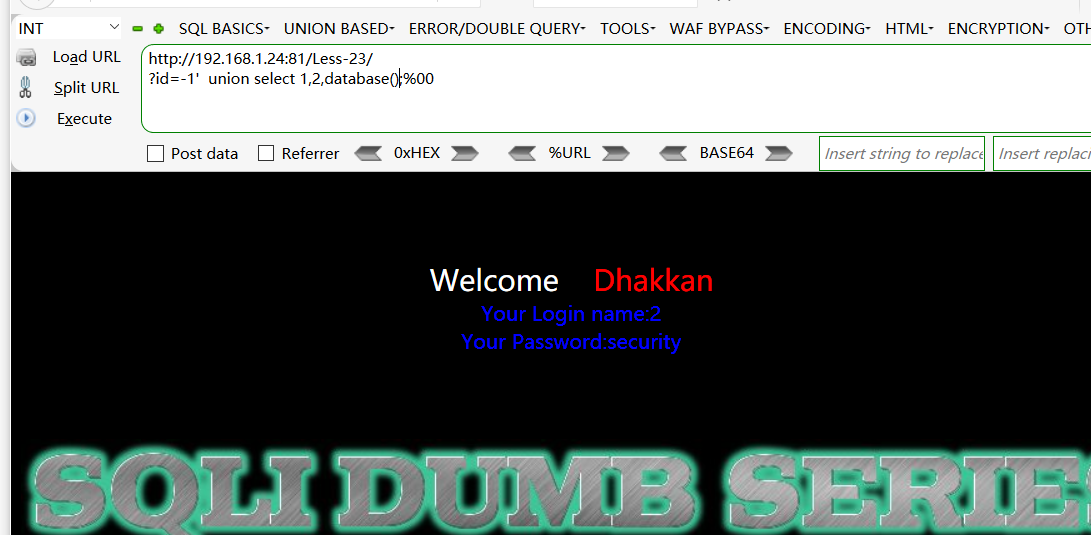 INT SQL BASICS UNION BASED ERROR/DOUBLE QUERY TOOLS WAF BYPASS ENCODING HTML ENCRYPTION OTH
Load URL
Split URL
Execute
http://192.168.1.24:81/Less-23/
?id=-1'  union select 1,2,database();%00
Post data Referrer 0xHEX %URL BASE64 Insert string to replace Insert replaci
Welcome Dhakkan
Your Login name:2
Your Password:security
SQLI DUMB SERIES